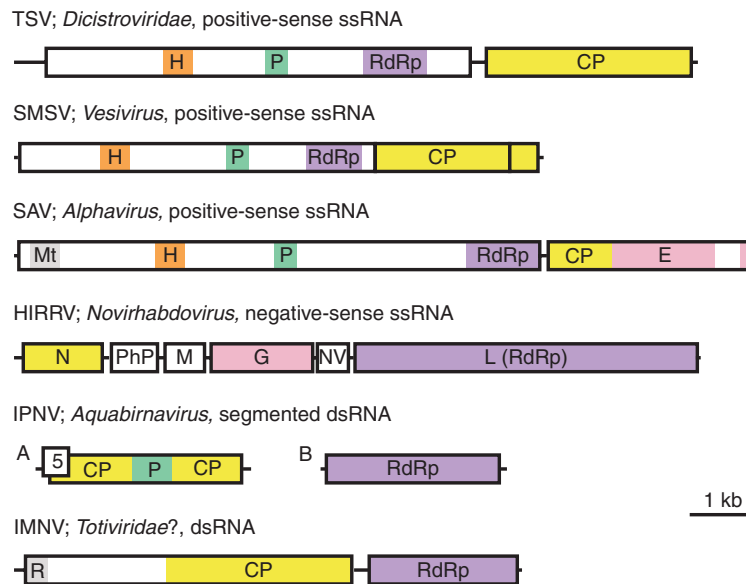 TSV; Dicistroviridae, positive-sense ssRNA
H P RdRp CP
SMSV; Vesivirus, positive-sense ssRNA
H P RdRp CP
SAV; Alphavirus, positive-sense ssRNA
Mt H P RdRp CP E
HIRRV; Novirhabdovirus, negative-sense ssRNA
N PhP M G NV L (RdRp)
IPNV; Aquabirnavirus, segmented dsRNA
A 5 CP P CP B RdRp
1 kb
IMNV; Totiviridae?, dsRNA
R CP RdRp